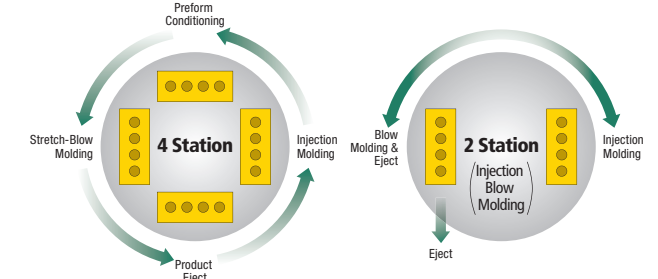 Preform
Conditioning
Stretch-Blow
Molding
4 Station
Injection
Molding
Product
Eject
Blow
Molding &
Eject
2 Station
(Injection
Blow
Molding)
Injection
Molding
Eject